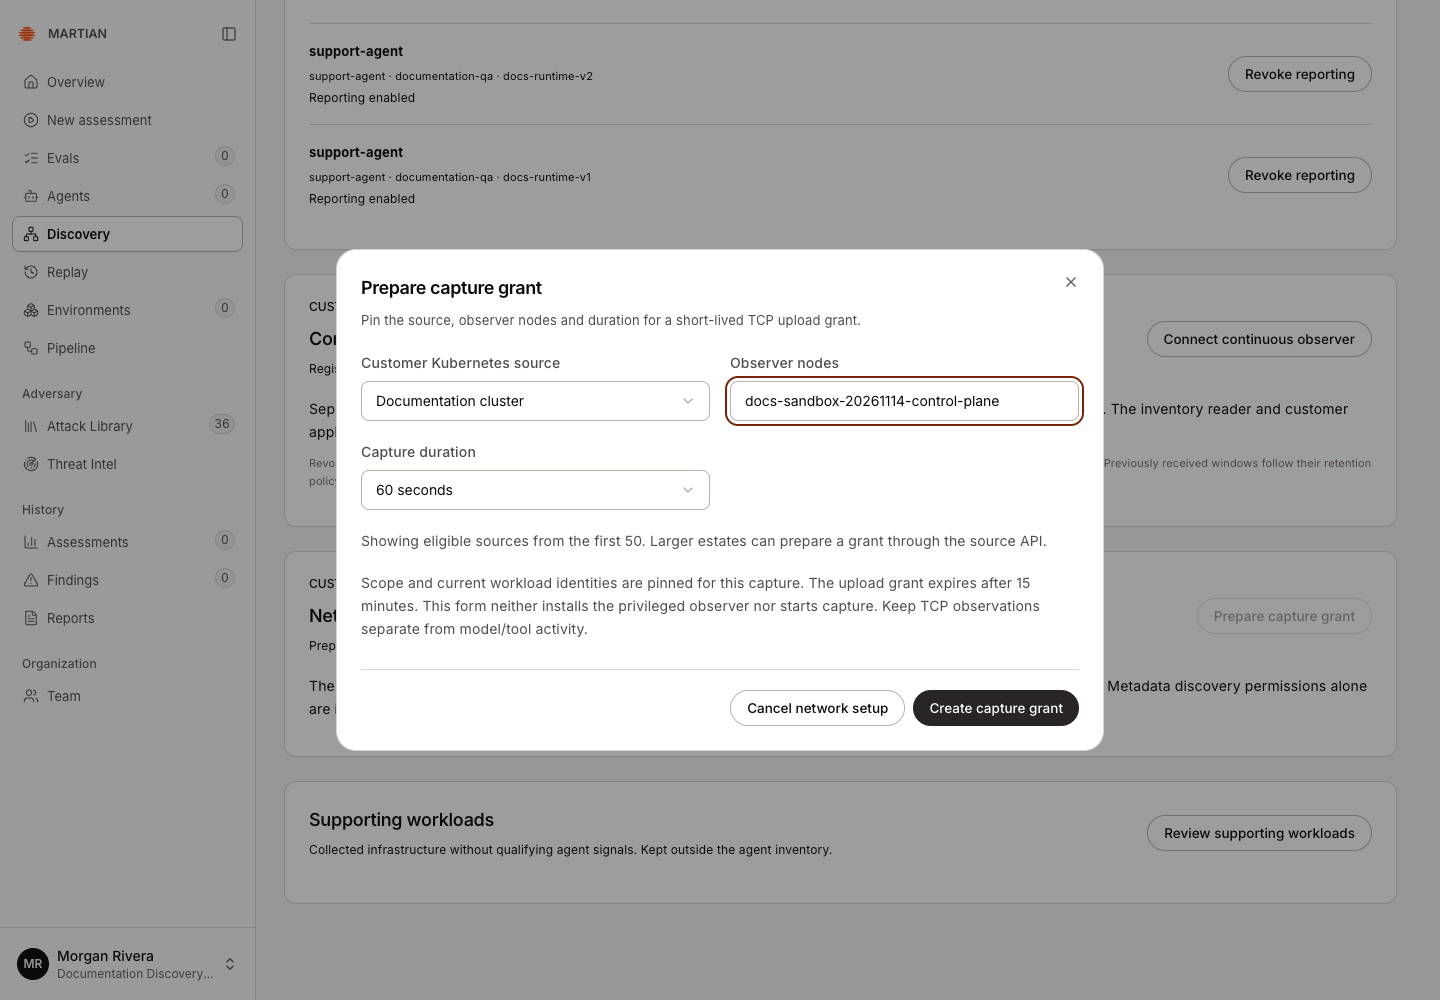 MARTIAN
Overview
New assessment
Evals 0
Agents 0
Discovery
Replay
Environments 0
Pipeline
Adversary
Attack Library 36
Threat Intel
History
Assessments 0
Findings 0
Reports
Organization
Team
MR Morgan Rivera
Documentation Discovery...
support-agent
support-agent · documentation-qa · docs-runtime-v2
Reporting enabled
Revoke reporting
support-agent
support-agent · documentation-qa · docs-runtime-v1
Reporting enabled
Revoke reporting
Connect continuous observer
. The inventory reader and customer
Previously received windows follow their retention
Prepare capture grant
The
Metadata discovery permissions alone
are
Prepare capture grant
Pin the source, observer nodes and duration for a short-lived TCP upload grant.
Customer Kubernetes source
Documentation cluster
Observer nodes
docs-sandbox-20261114-control-plane
Capture duration
60 seconds
Showing eligible sources from the first 50. Larger estates can prepare a grant through the source API.
Scope and current workload identities are pinned for this capture. The upload grant expires after 15
minutes. This form neither installs the privileged observer nor starts capture. Keep TCP observations
separate from model/tool activity.
Cancel network setup
Create capture grant
Supporting workloads
Collected infrastructure without qualifying agent signals. Kept outside the agent inventory.
Review supporting workloads